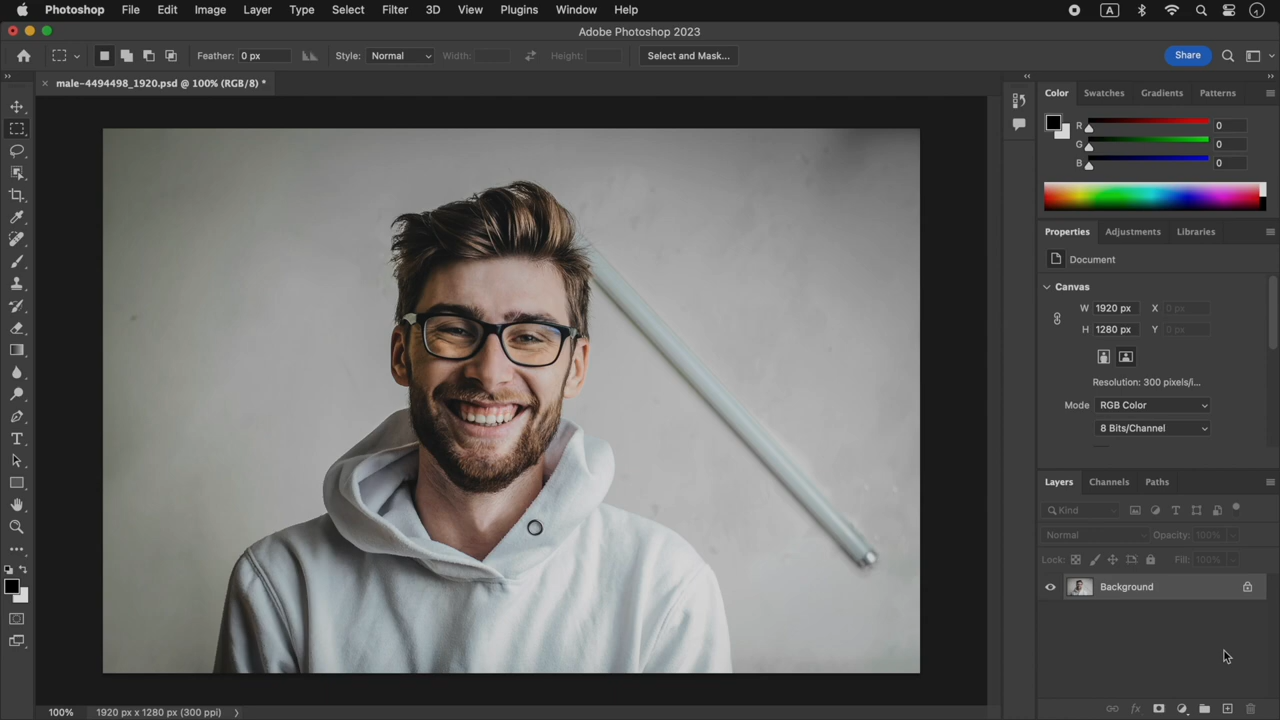 Photoshop File Edit Image Layer Type Select Filter 3D View Plugins Window Help A
Adobe Photoshop 2023
Feather: 0 px Style: Normal Width: Height: Select and Mask... Share
male-4494498_1920.psd @ 100% (RGB/8) *
Color Swatches Gradients Patterns
R 0
G 0
B 0
Properties Adjustments Libraries
Document
Canvas
W 1920 px X 0 px
H 1280 px Y 0 px
Resolution: 300 pixels/i...
Mode RGB Color
8 Bits/Channel
Layers Channels Paths
Kind
Normal Opacity: 100%
Lock: Fill: 100%
Background
100% 1920 px x 1280 px (300 ppi)